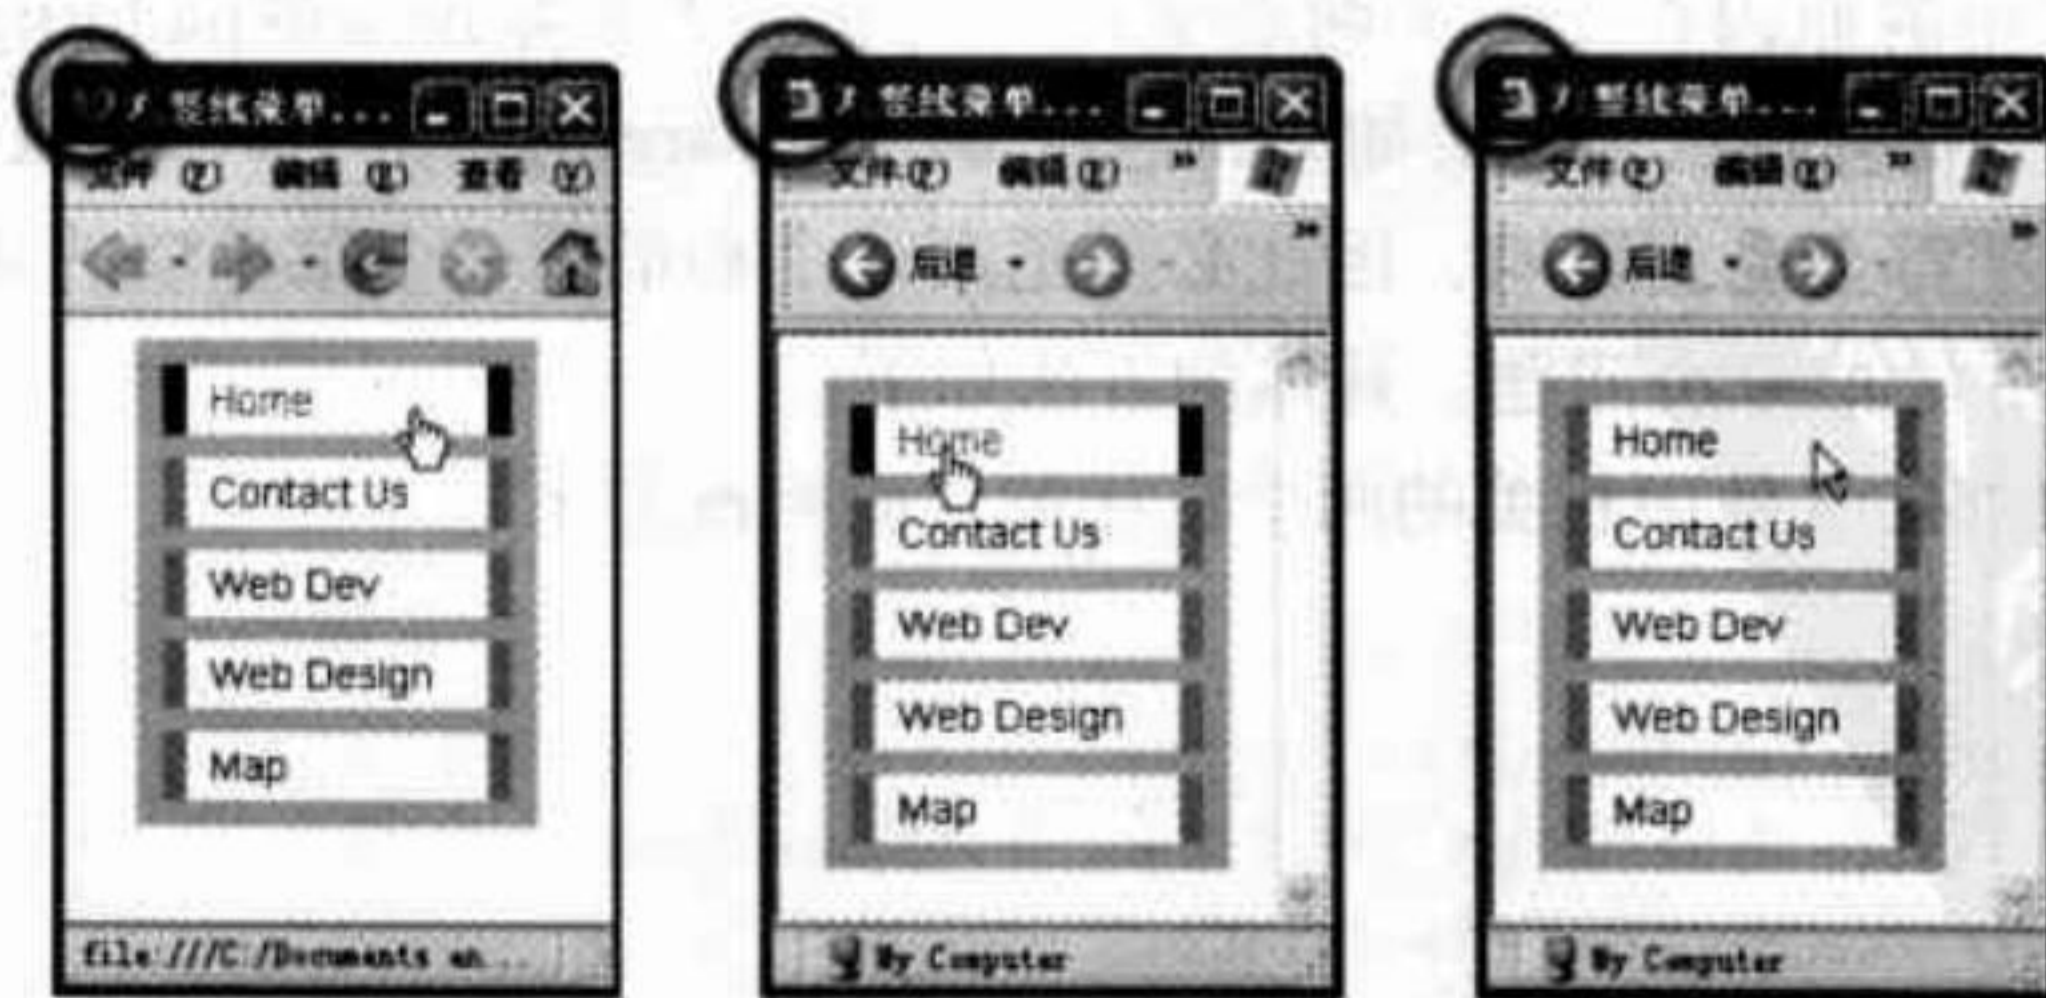 竖线菜单...
文件(F) 编辑(E) 查看(V)
Home
Contact Us
Web Dev
Web Design
Map
file:///C:/Documents an...
竖线菜单...
文件(F) 编辑(E) »
后退
»
Home
Contact Us
Web Dev
Web Design
Map
My Computer
竖线菜单...
文件(F) 编辑(E) »
后退
»
Home
Contact Us
Web Dev
Web Design
Map
My Computer